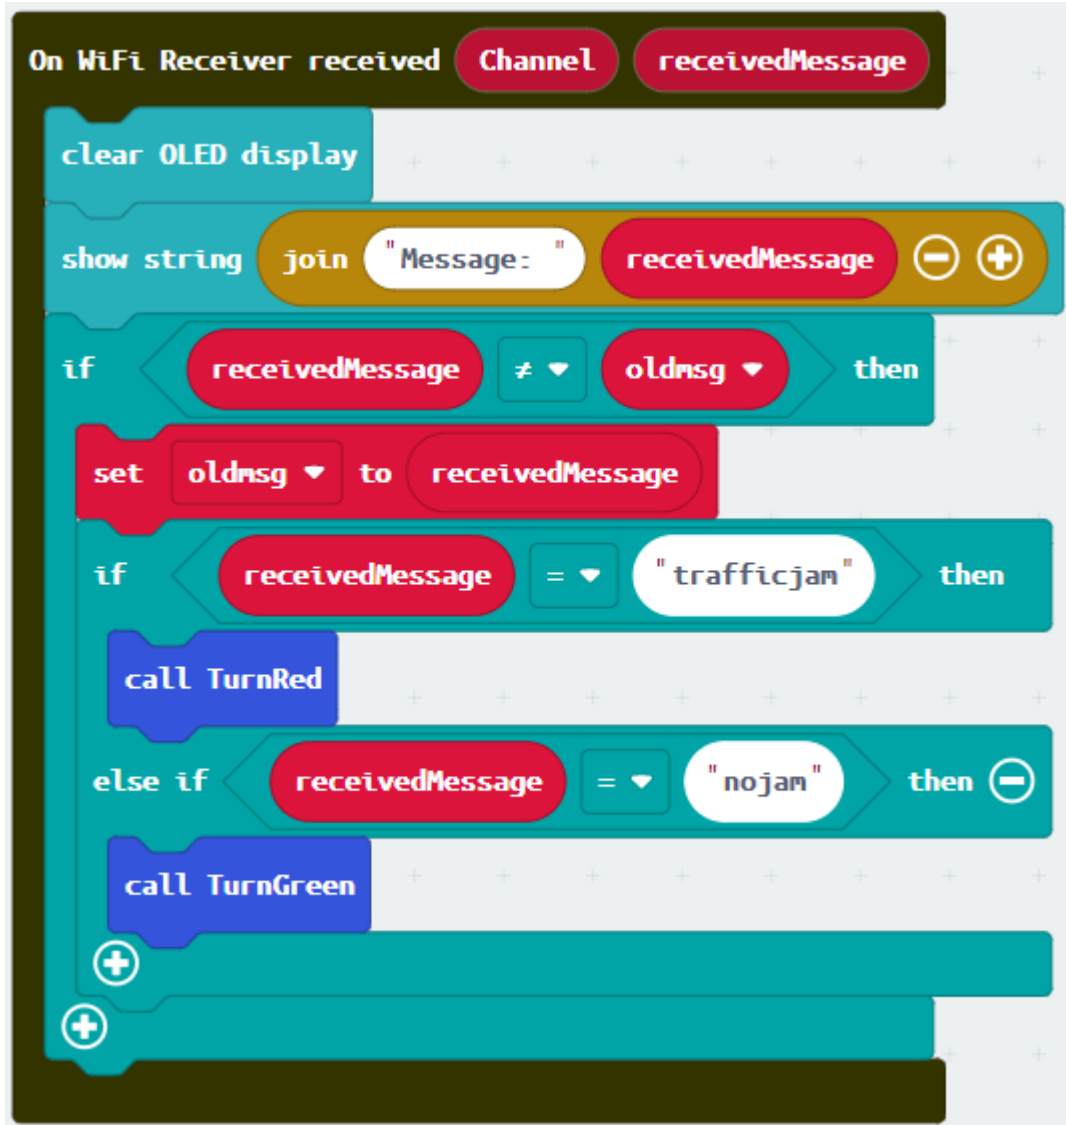 On WiFi Receiver received Channel receivedMessage
clear OLED display
show string join "Message: " receivedMessage
if receivedMessage ≠ oldmsg then
set oldmsg to receivedMessage
if receivedMessage = "trafficjam" then
call TurnRed
else if receivedMessage = "nojam" then
call TurnGreen